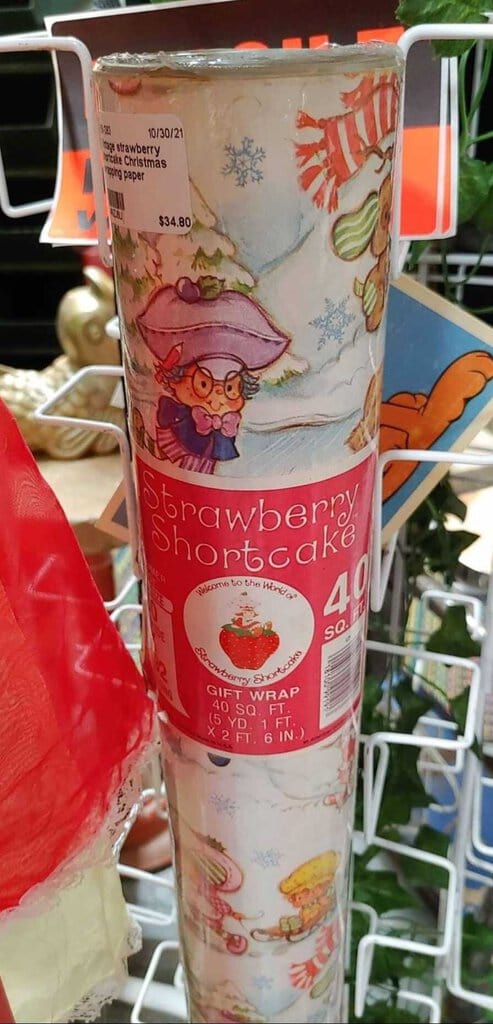 10/30/21
strawberry
Christmas
paper
$34.80
Strawberry
Shortcake
40
SQ. FT.
Welcome to the World of
Strawberry Shortcake
GIFT WRAP
40 SQ. FT.
(5 YD. 1 FT.
X 2 FT. 6 IN.)